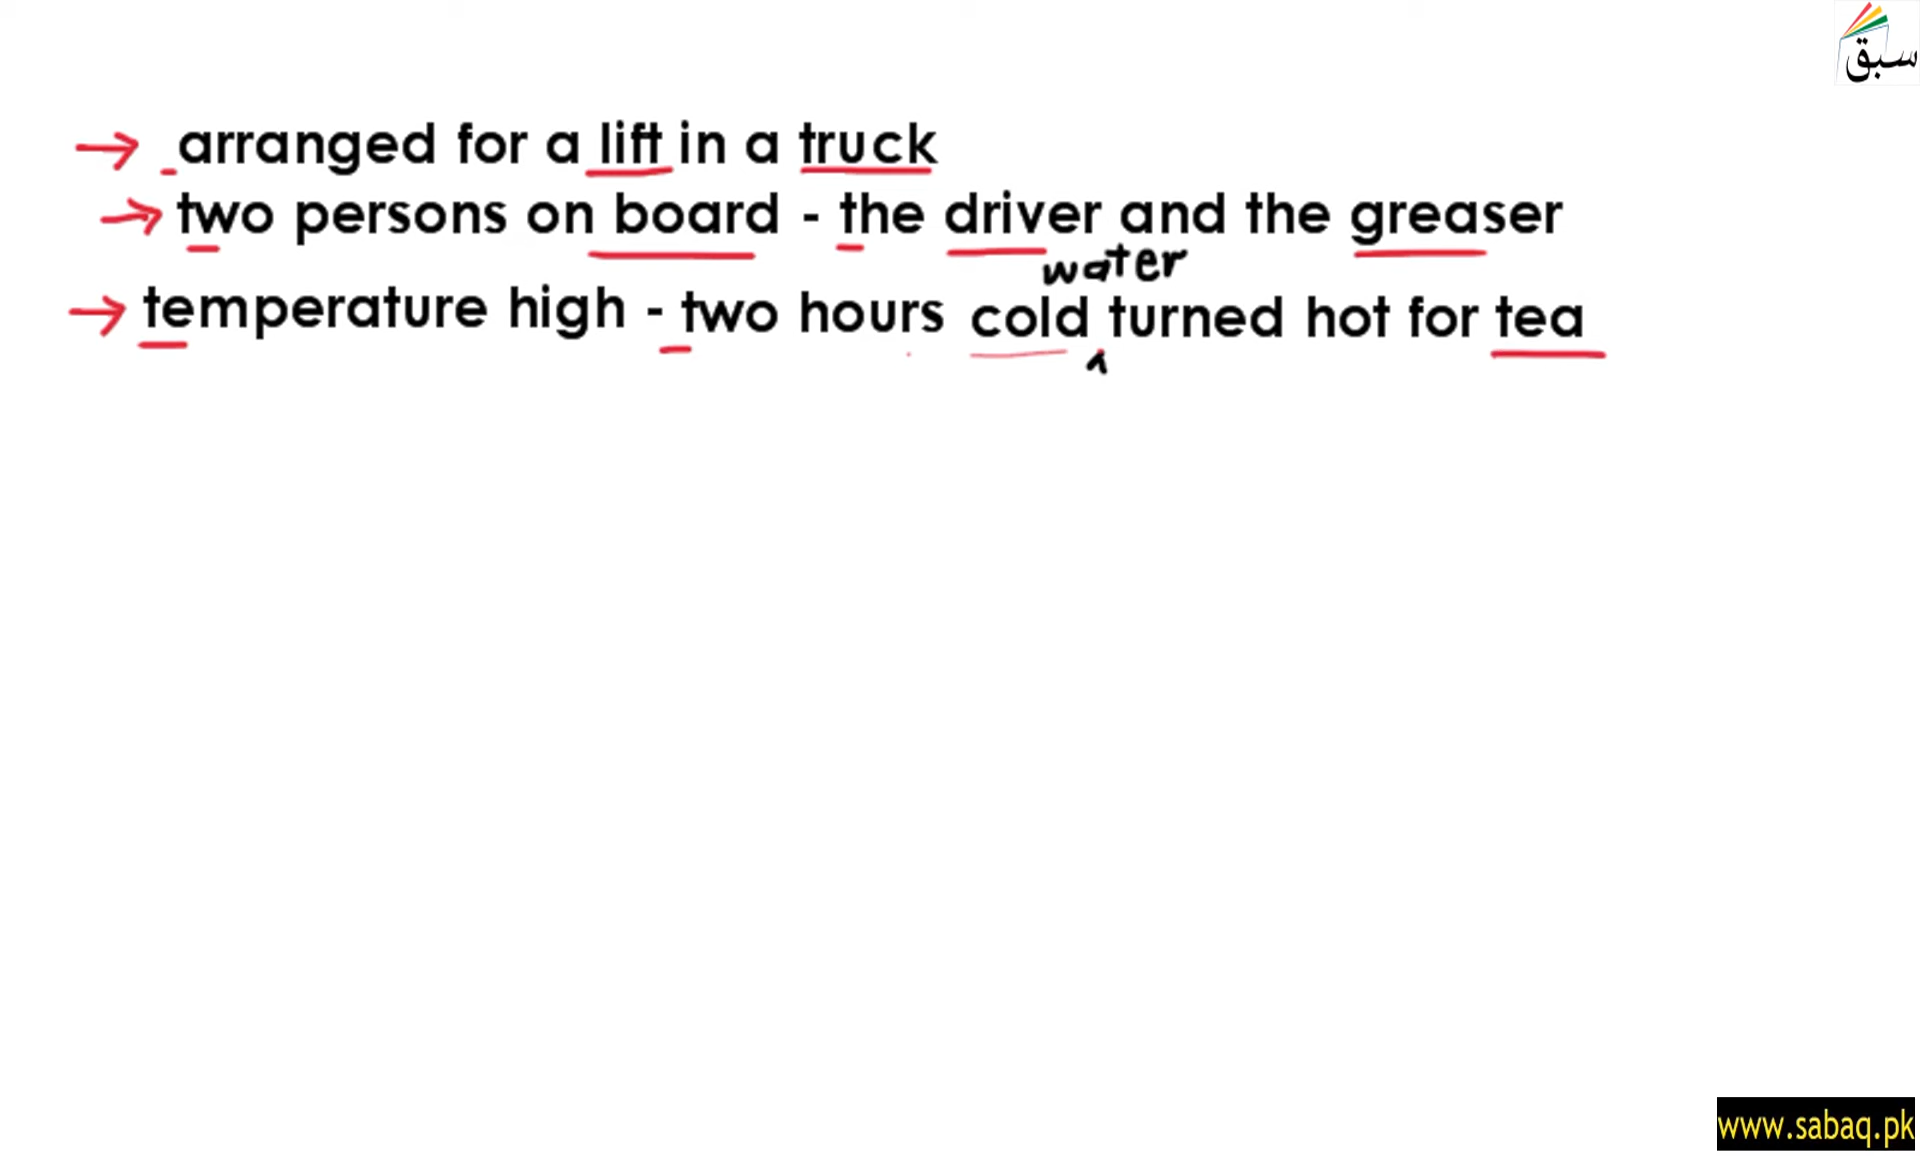 سبق
→ arranged for a lift in a truck
→ two persons on board - the driver and the greaser
water
→ temperature high - two hours cold ^ turned hot for tea
www.sabaq.pk